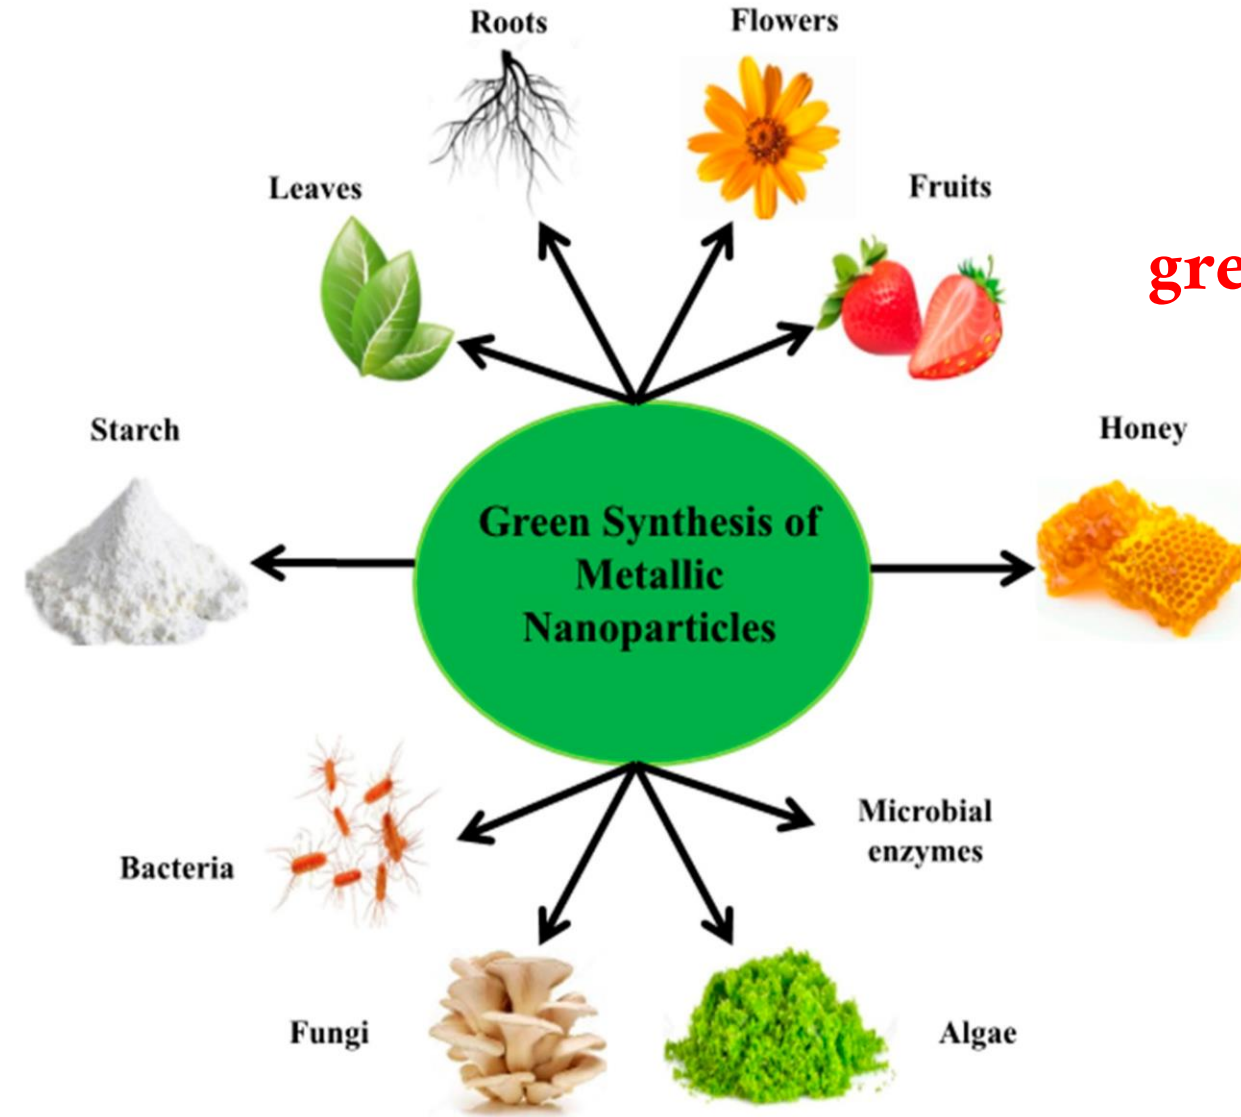 Roots
Flowers
Leaves
Fruits
gre
Starch
Honey
Green Synthesis of
Metallic
Nanoparticles
Microbial
enzymes
Bacteria
Fungi
Algae